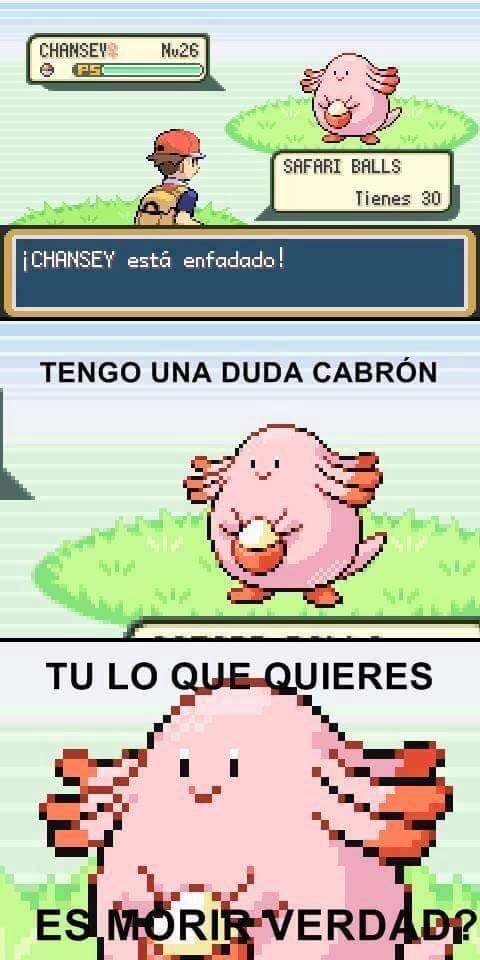 CHANSEY♀ Nv26
PS
SAFARI BALLS
Tienes 30
¡CHANSEY está enfadado!
TENGO UNA DUDA CABRÓN
TU LO QUE QUIERES
ES MORIR VERDAD?